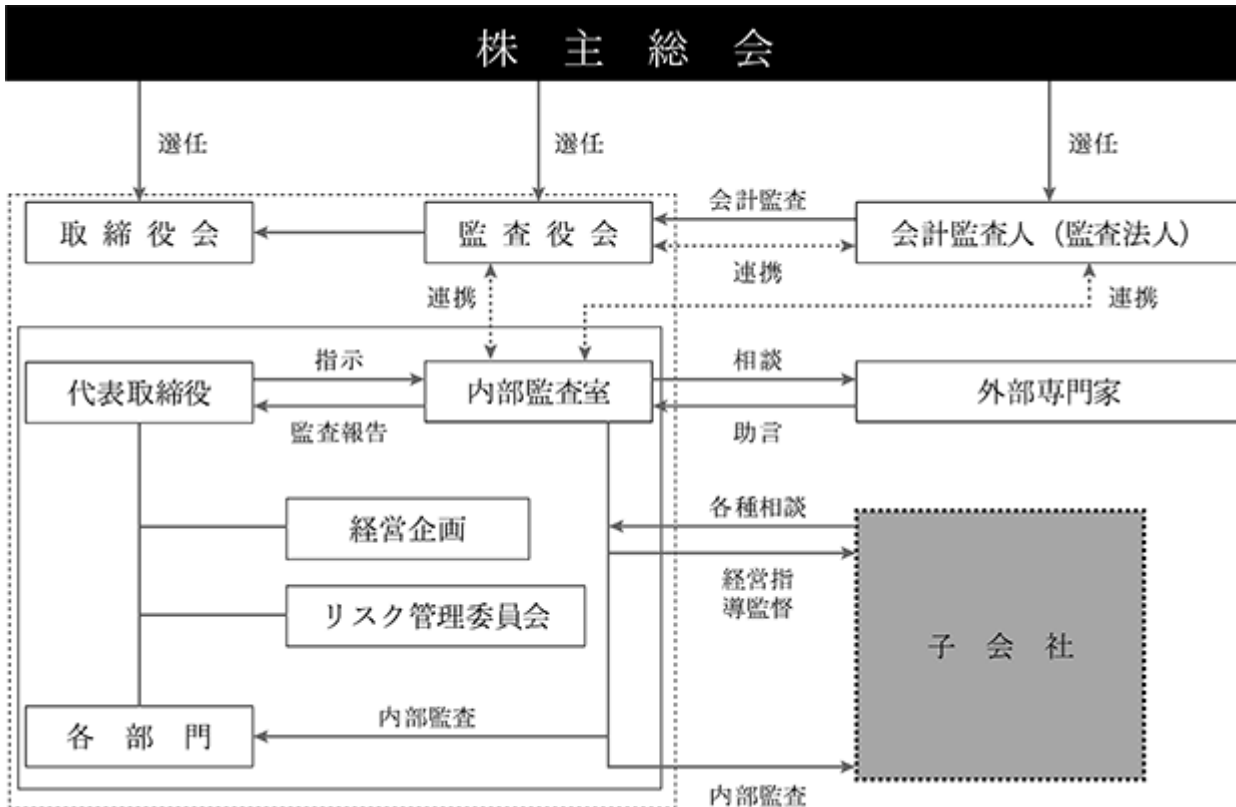 株主総会
選任
選任
選任
取締役会
監査役会
会計監査
連携
会計監査人（監査法人）
連携
連携
代表取締役
指示
監査報告
内部監査室
相談
助言
外部専門家
経営企画
リスク管理委員会
各種相談
経営指
導監督
子会社
各部門
内部監査
内部監査